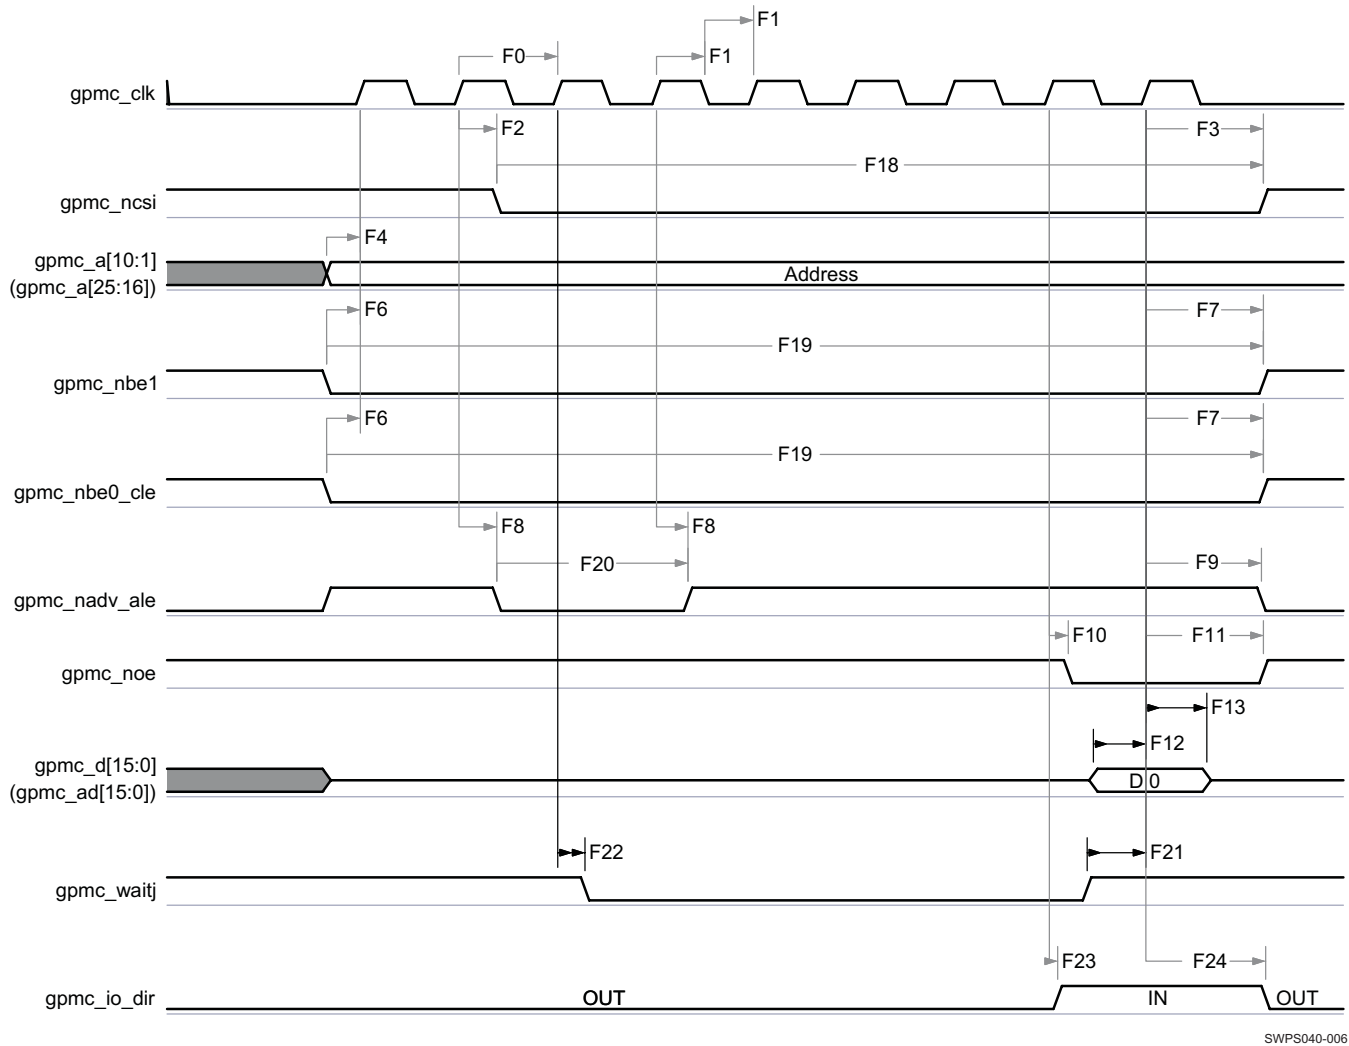 F1
F0
F1
gpmc_clk
F2
F3
F18
gpmc_ncsi
F4
gpmc_a[10:1]
(gpmc_a[25:16])
Address
F6
F7
F19
gpmc_nbe1
F6
F7
F19
gpmc_nbe0_cle
F8
F8
F20
F9
gpmc_nadv_ale
F10
F11
gpmc_noe
F13
F12
gpmc_d[15:0]
(gpmc_ad[15:0])
D 0
F22
F21
gpmc_waitj
F23
F24
gpmc_io_dir
OUT
IN
OUT
SWPS040-006